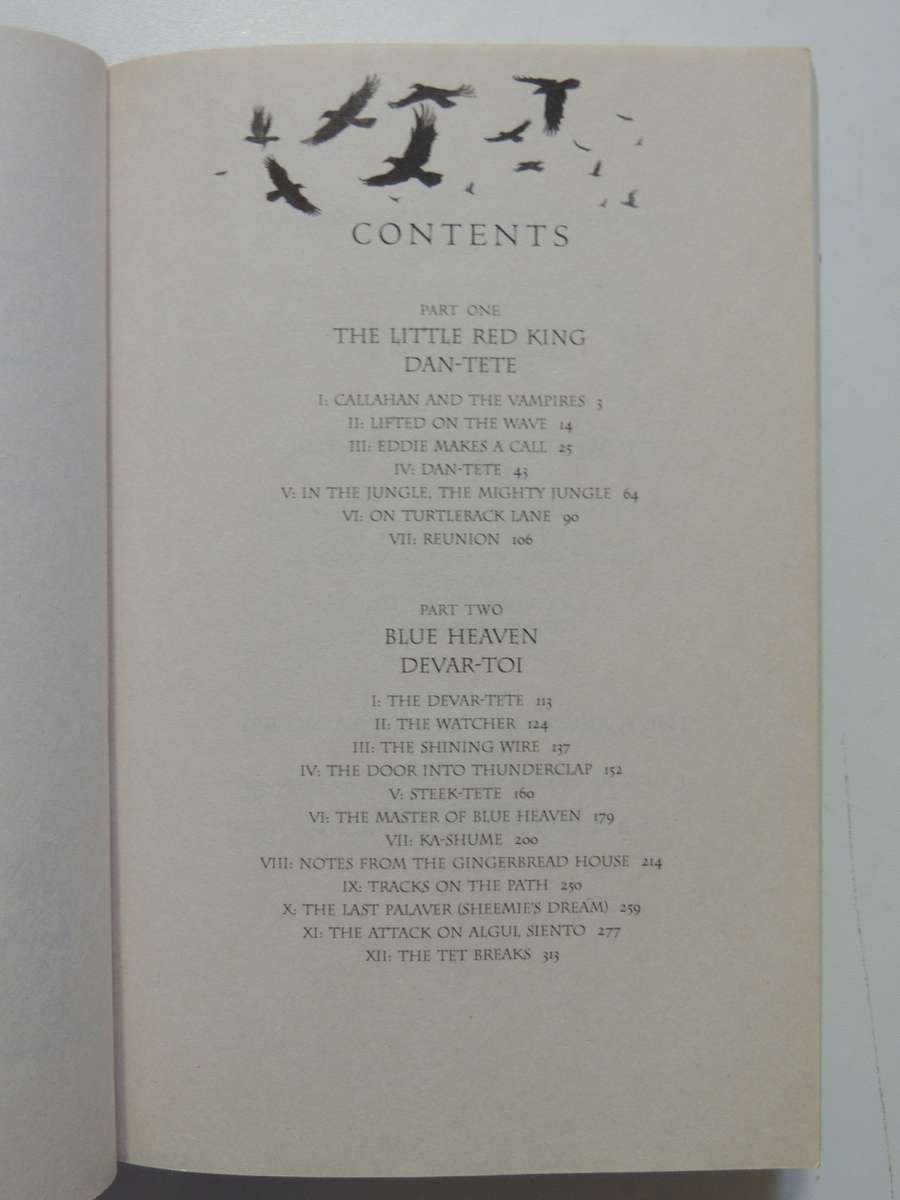 CONTENTS
PART ONE
THE LITTLE RED KING
DAN-TETE
I: CALLAHAN AND THE VAMPIRES 3
II: LIFTED ON THE WAVE 14
III: EDDIE MAKES A CALL 25
IV: DAN-TETE 43
V: IN THE JUNGLE, THE MIGHTY JUNGLE 64
VI: ON TURTLEBACK LANE 90
VII: REUNION 106
PART TWO
BLUE HEAVEN
DEVAR-TOI
I: THE DEVAR-TETE 113
II: THE WATCHER 124
III: THE SHINING WIRE 137
IV: THE DOOR INTO THUNDERCLAP 152
V: STEEK-TETE 160
VI: THE MASTER OF BLUE HEAVEN 179
VII: KA-SHUME 200
VIII: NOTES FROM THE GINGERBREAD HOUSE 214
IX: TRACKS ON THE PATH 250
X: THE LAST PALAVER (SHEEMIE'S DREAM) 259
XI: THE ATTACK ON ALGUL SIENTO 277
XII: THE TET BREAKS 313